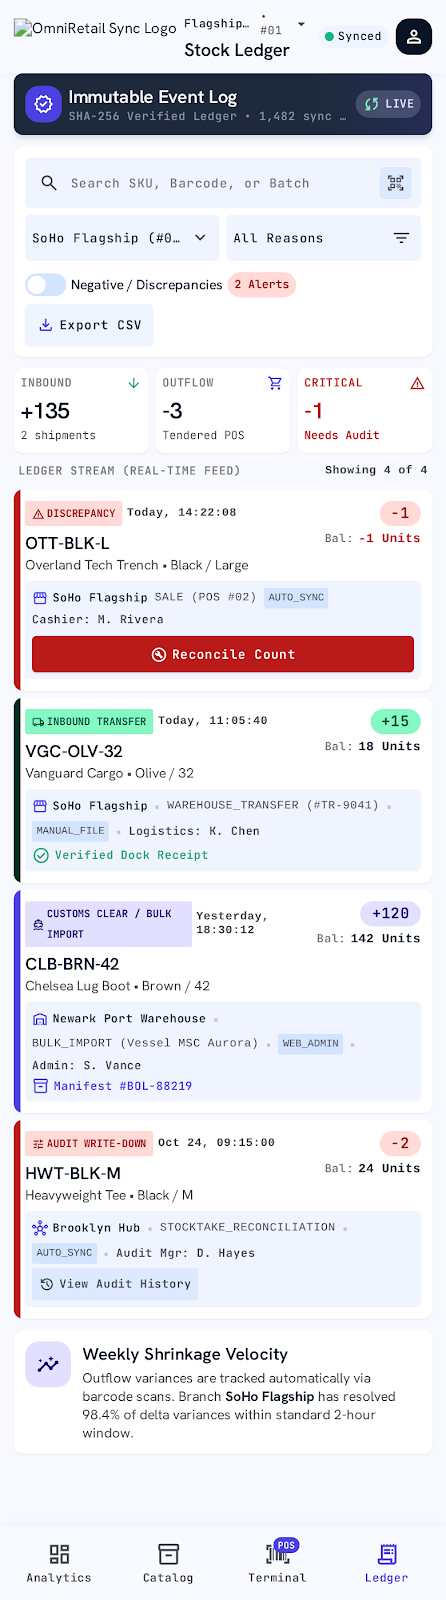 OmniRetail Sync Logo
Flagship… • #01
Stock Ledger
Synced
Immutable Event Log
SHA-256 Verified Ledger • 1,482 sync …
LIVE
Search SKU, Barcode, or Batch
SoHo Flagship (#0…
All Reasons
Negative / Discrepancies
2 Alerts
Export CSV
INBOUND
+135
2 shipments
OUTFLOW
-3
Tendered POS
CRITICAL
-1
Needs Audit
LEDGER STREAM (REAL-TIME FEED)
Showing 4 of 4
DISCREPANCY
Today, 14:22:08
-1
OTT-BLK-L
Bal: -1 Units
Overland Tech Trench • Black / Large
SoHo Flagship SALE (POS #02) AUTO_SYNC
Cashier: M. Rivera
Reconcile Count
INBOUND TRANSFER
Today, 11:05:40
+15
VGC-OLV-32
Bal: 18 Units
Vanguard Cargo • Olive / 32
SoHo Flagship • WAREHOUSE_TRANSFER (#TR-9041) •
MANUAL_FILE • Logistics: K. Chen
Verified Dock Receipt
CUSTOMS CLEAR / BULK
IMPORT
Yesterday,
18:30:12
+120
Bal: 142 Units
CLB-BRN-42
Chelsea Lug Boot • Brown / 42
Newark Port Warehouse •
BULK_IMPORT (Vessel MSC Aurora) • WEB_ADMIN •
Admin: S. Vance
Manifest #BOL-88219
AUDIT WRITE-DOWN
Oct 24, 09:15:00
-2
HWT-BLK-M
Bal: 24 Units
Heavyweight Tee • Black / M
Brooklyn Hub • STOCKTAKE_RECONCILIATION •
AUTO_SYNC • Audit Mgr: D. Hayes
View Audit History
Weekly Shrinkage Velocity
Outflow variances are tracked automatically via
barcode scans. Branch SoHo Flagship has resolved
98.4% of delta variances within standard 2-hour
window.
Analytics
Catalog
POS
Terminal
Ledger